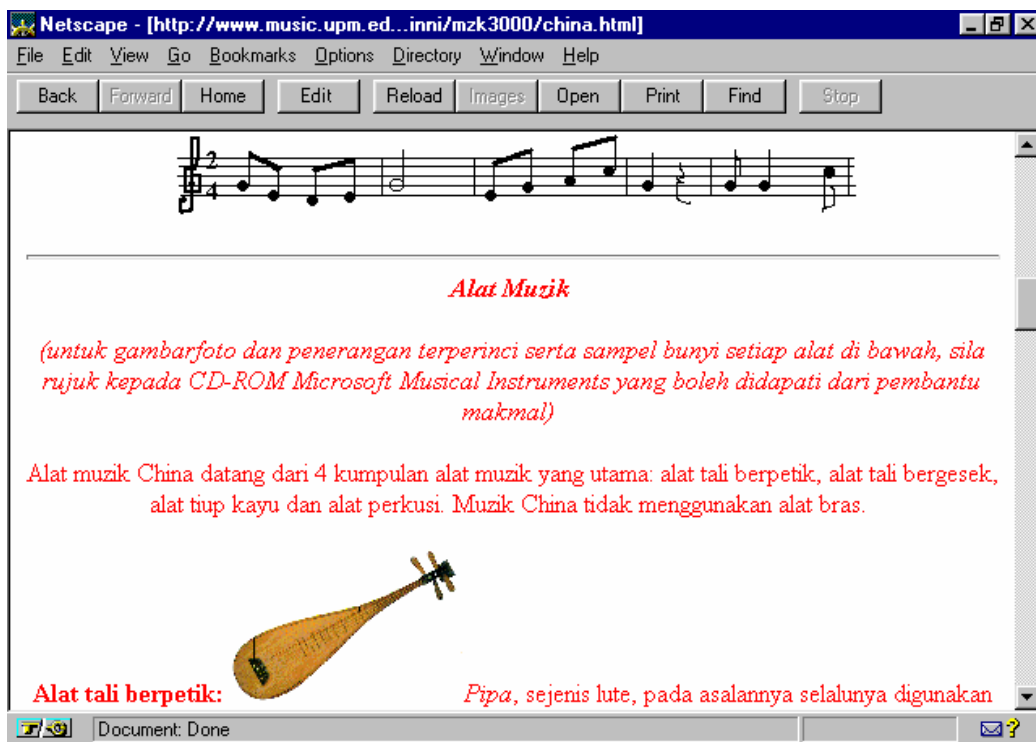 Netscape - [http://www.music.upm.ed...inni/mzk3000/china.html]
File Edit View Go Bookmarks Options Directory Window Help
Back Forward Home Edit Reload Images Open Print Find Stop
2
4
Alat Muzik
(untuk gambarfoto dan penerangan terperinci serta sampel bunyi setiap alat di bawah, sila
rujuk kepada CD-ROM Microsoft Musical Instruments yang boleh didapati dari pembantu
makmal)
Alat muzik China datang dari 4 kumpulan alat muzik yang utama: alat tali berpetik, alat tali bergesek,
alat tiup kayu dan alat perkusi. Muzik China tidak menggunakan alat bras.
Alat tali berpetik: Pipa, sejenis lute, pada asalannya selalunya digunakan
Document: Done